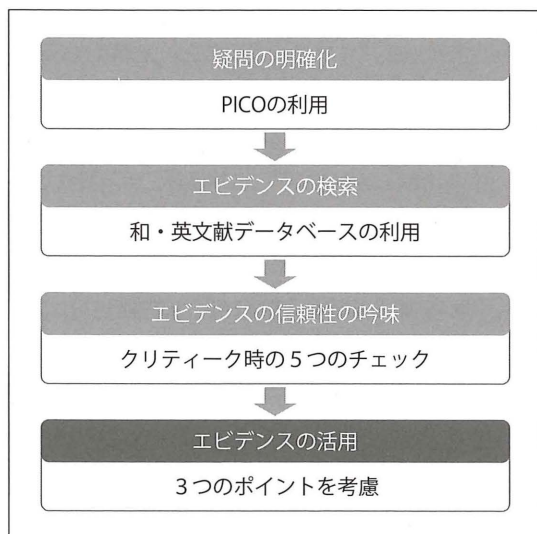 疑問の明確化
PICOの利用
エビデンスの検索
和・英文献データベースの利用
エビデンスの信頼性の吟味
クリティーク時の5つのチェック
エビデンスの活用
3つのポイントを考慮